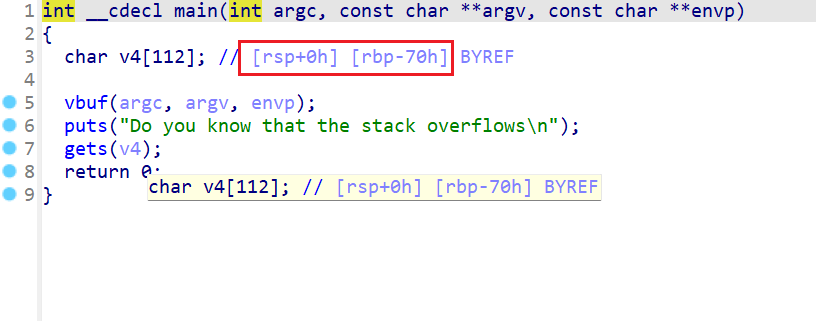 1 int __cdecl main(int argc, const char **argv, const char **envp)
2 {
3 char v4[112]; // [rsp+0h] [rbp-70h] BYREF
4
5 vbuf(argc, argv, envp);
6 puts("Do you know that the stack overflows\n");
7 gets(v4);
8 return 0;
char v4[112]; // [rsp+0h] [rbp-70h] BYREF
9 }